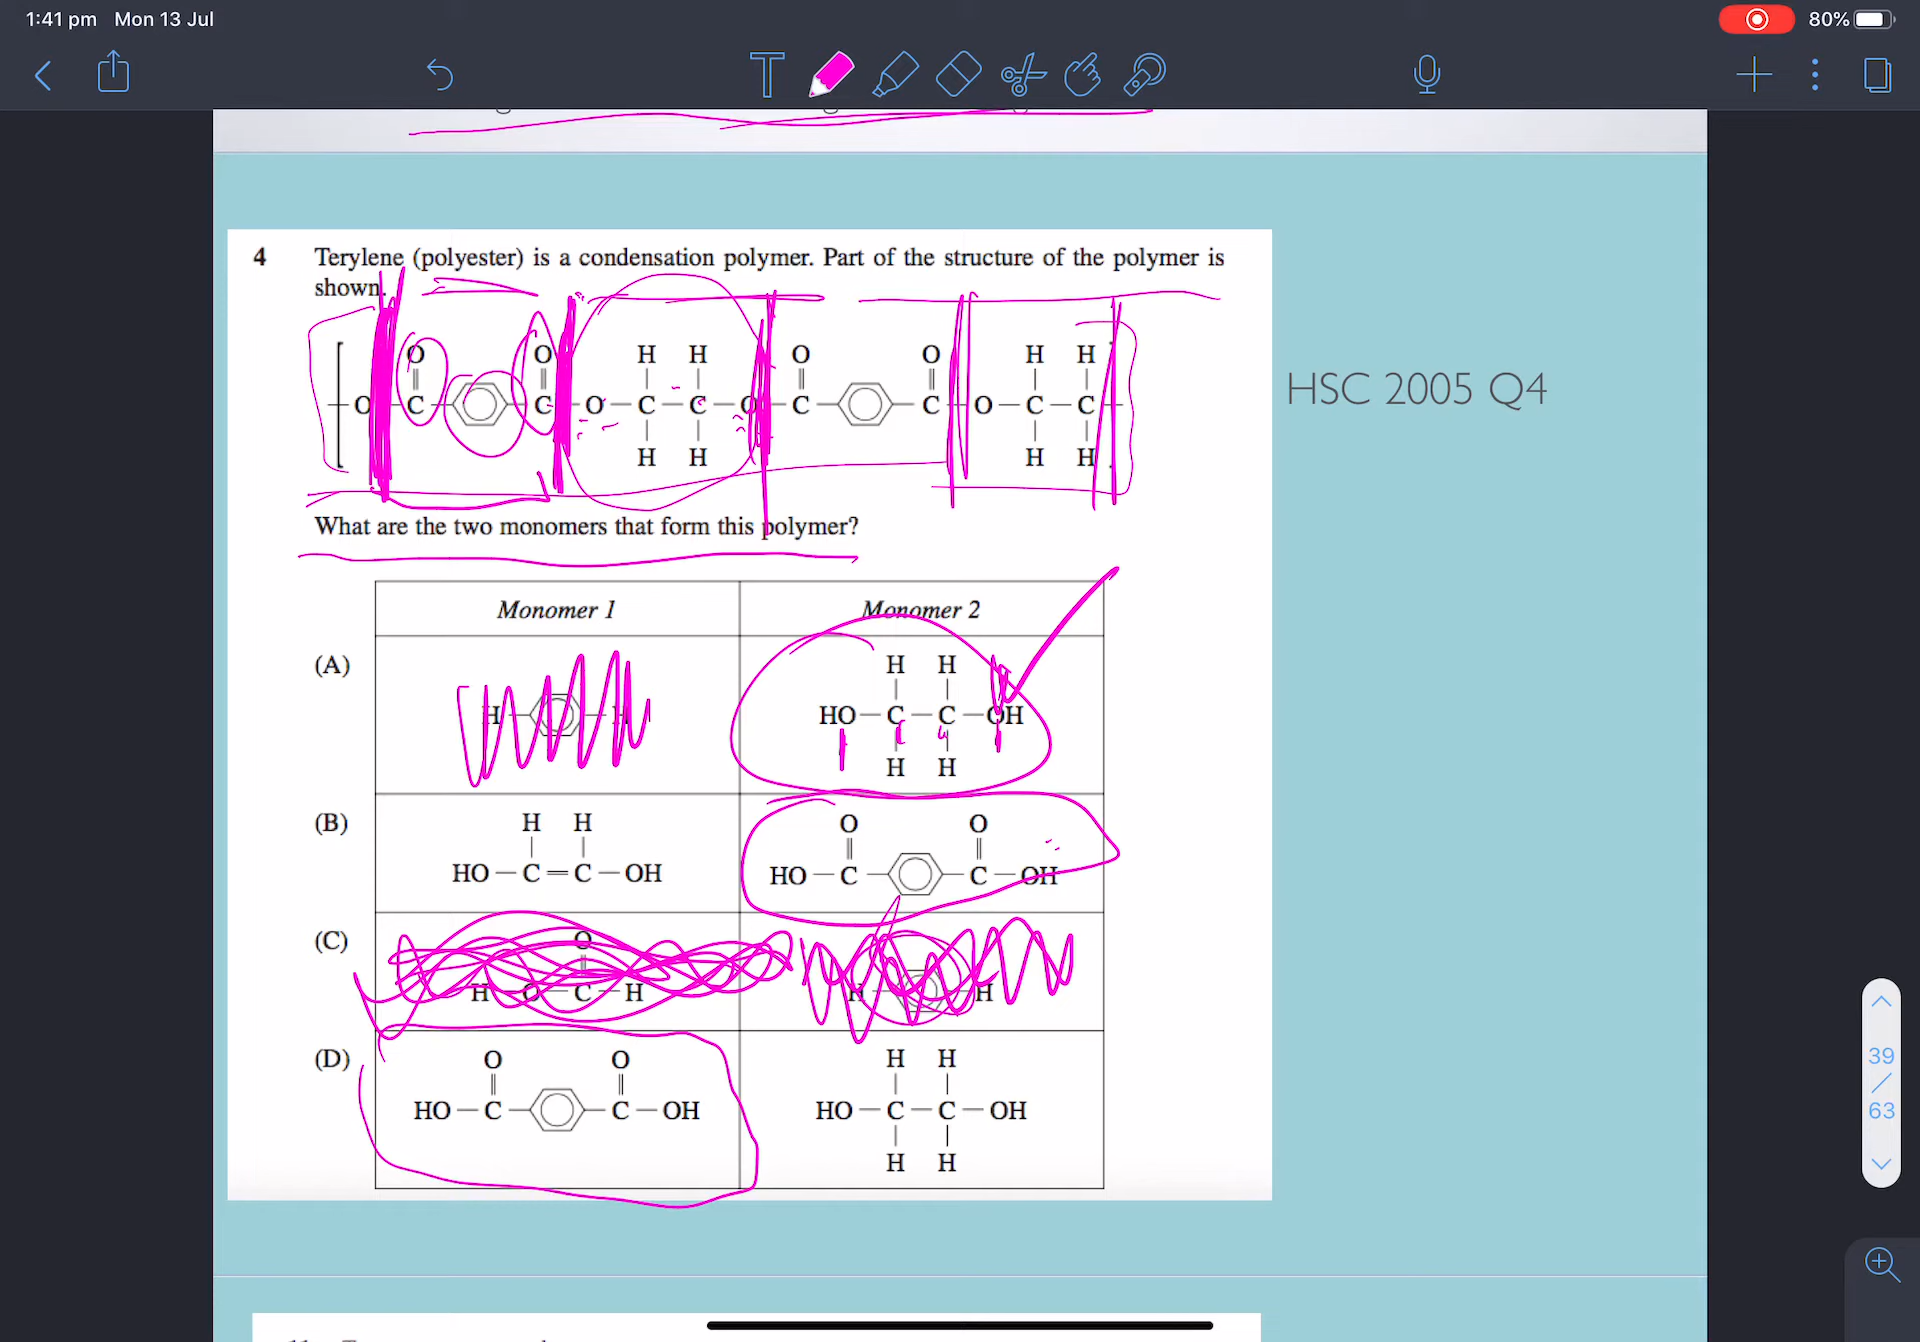 1:41 pm Mon 13 Jul
80%
4 Terylene (polyester) is a condensation polymer. Part of the structure of the polymer is
shown.
O O H H O O H H
O C C O C C O C C O C C
H H H H
HSC 2005 Q4
What are the two monomers that form this polymer?
Monomer 1 Monomer 2
(A) H H
H H HO C C OH
H H
(B) H H O O
HO C C OH HO C C OH
(C) O
H O C H H H
(D) O O H H
HO C C OH HO C C OH
H H
39
63